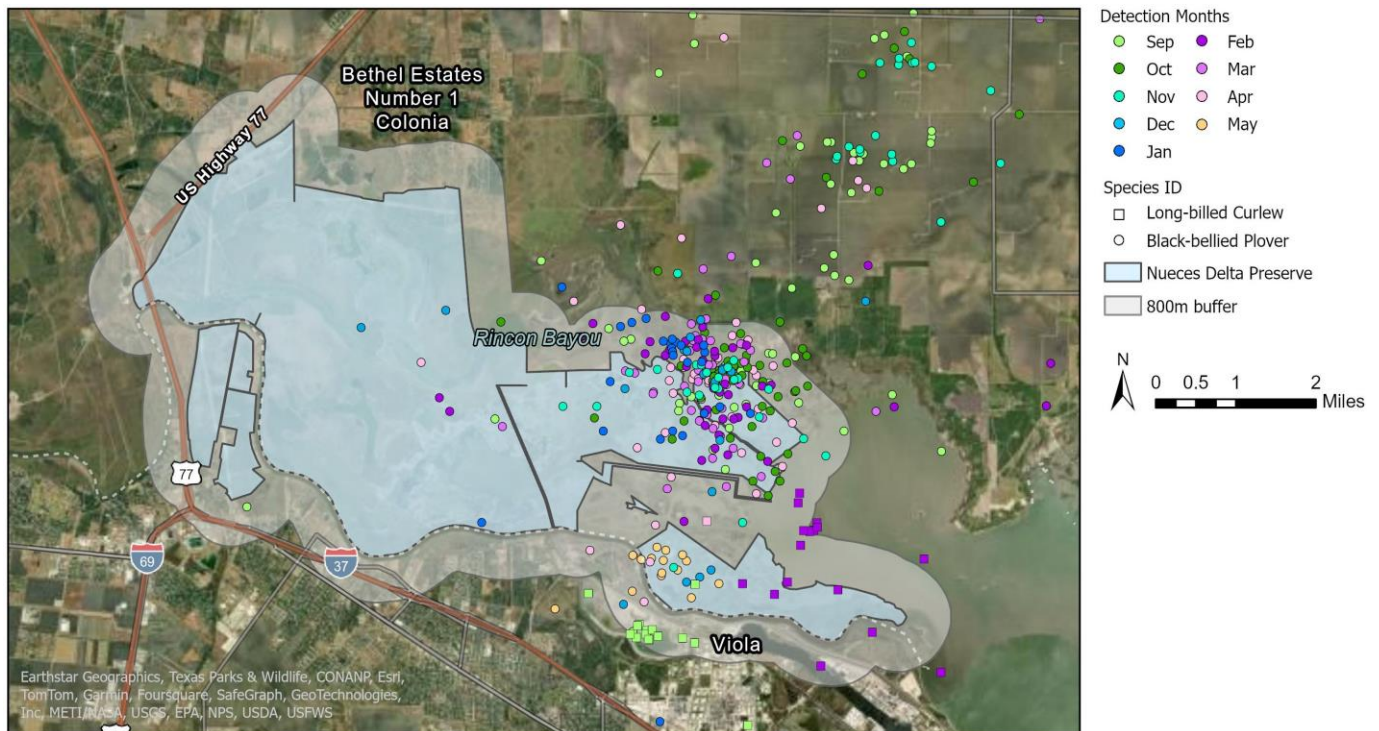 Bethel Estates
Number 1
Colonia
US Highway 77
Rincon Bayou
77
69
37
Viola
Earthstar Geographics, Texas Parks & Wildlife, CONANP, Esri,
TomTom, Garmin, Foursquare, SafeGraph, GeoTechnologies,
Inc, METI/NASA, USGS, EPA, NPS, USDA, USFWS
Detection Months
Sep Feb
Oct Mar
Nov Apr
Dec May
Jan
Species ID
Long-billed Curlew
Black-bellied Plover
Nueces Delta Preserve
800m buffer
N
0 0.5 1 2
Miles